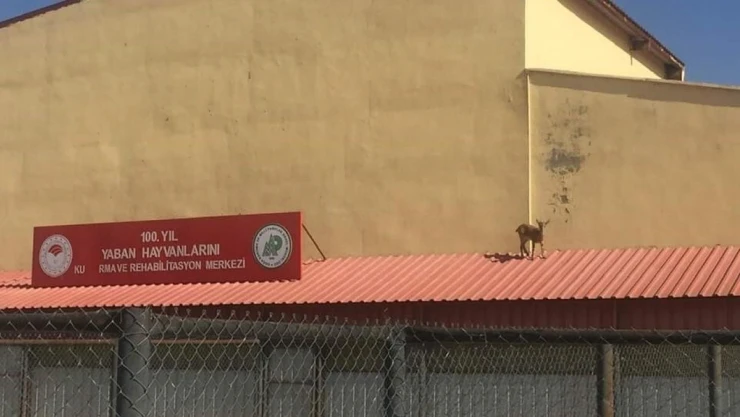 100. YIL
YABAN HAYVANLARINI
KU RMA VE REHABİLİTASYON MERKEZİ